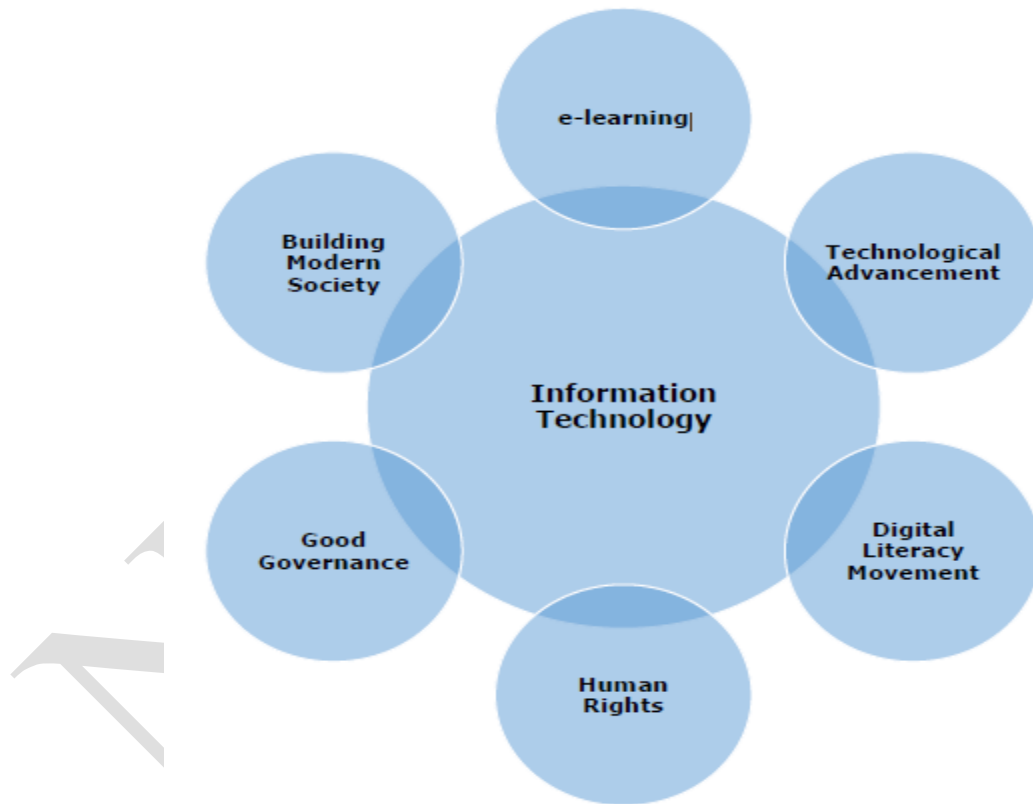 e-learning
Building
Modern
Society
Technological
Advancement
Information
Technology
Good
Governance
Digital
Literacy
Movement
Human
Rights